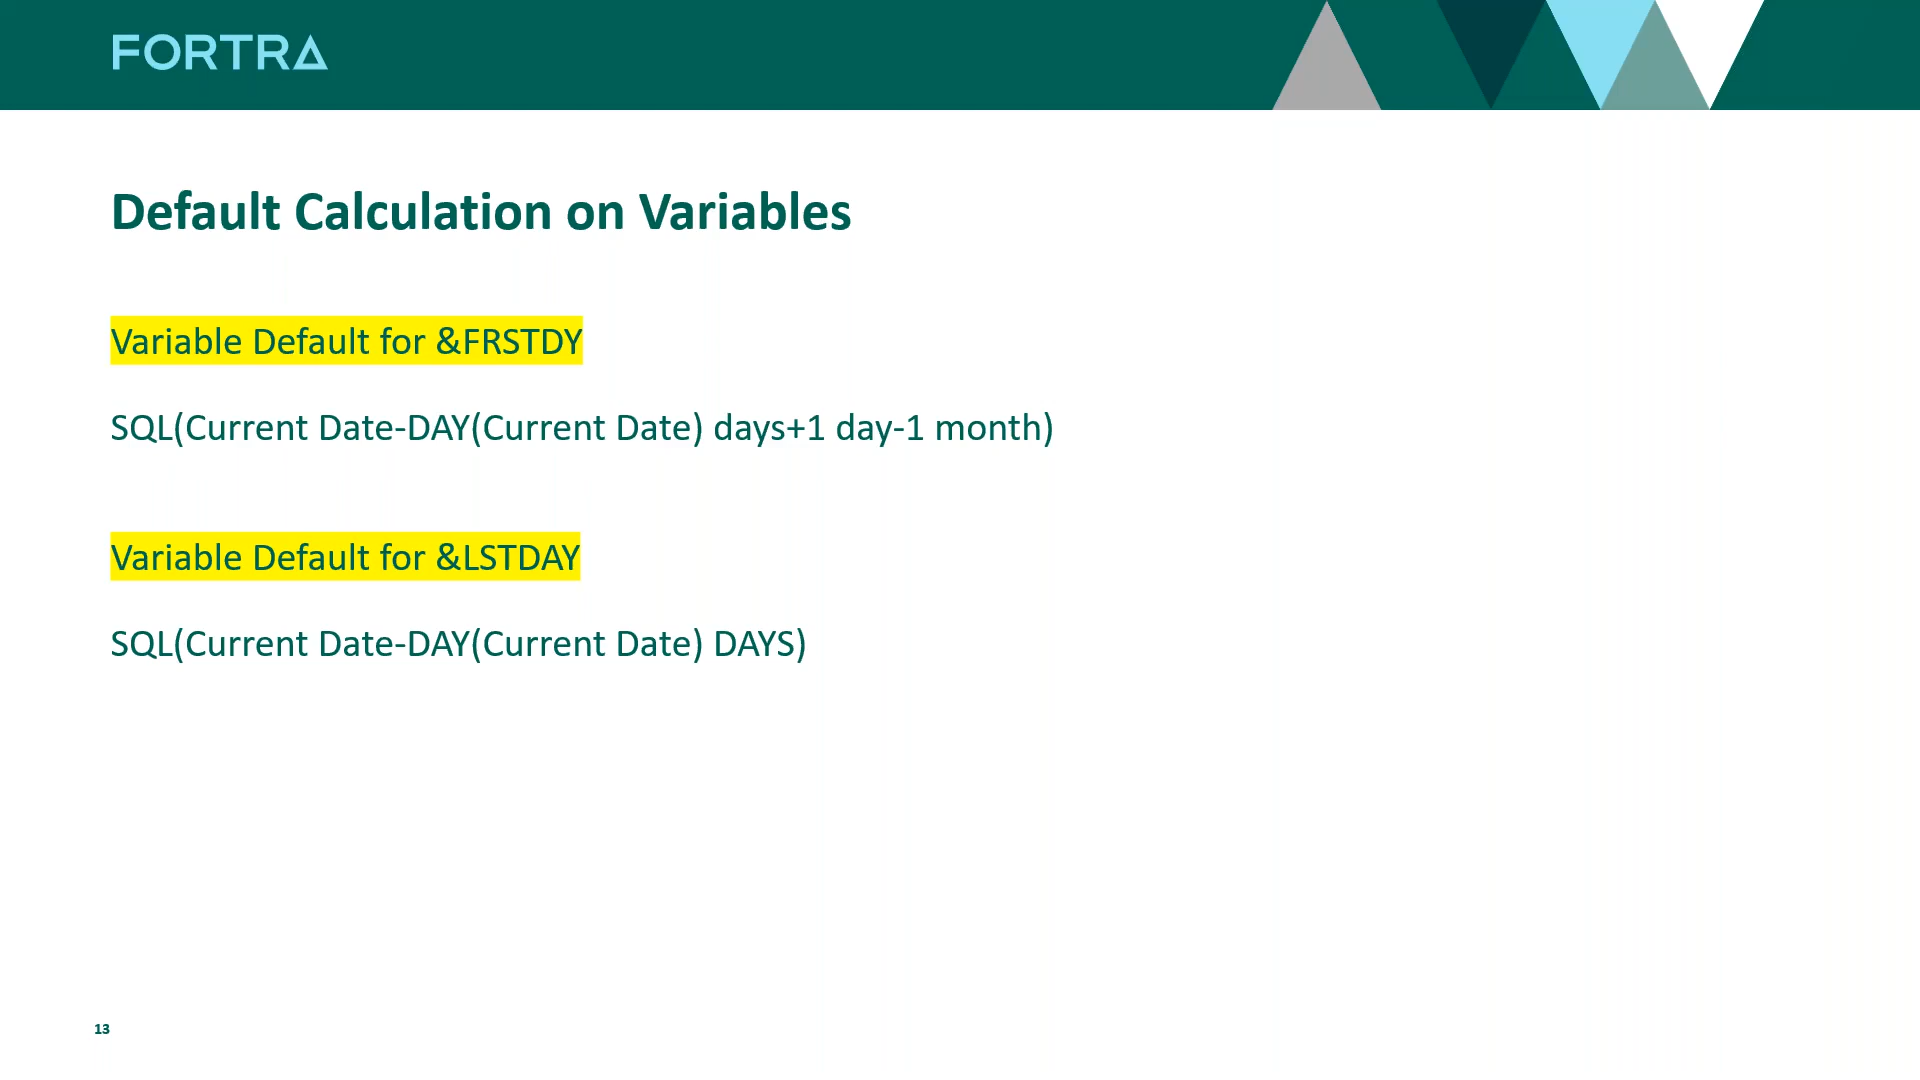 FORTRA
Default Calculation on Variables
Variable Default for &FRSTDY
SQL(Current Date-DAY(Current Date) days+1 day-1 month)
Variable Default for &LSTDAY
SQL(Current Date-DAY(Current Date) DAYS)
13